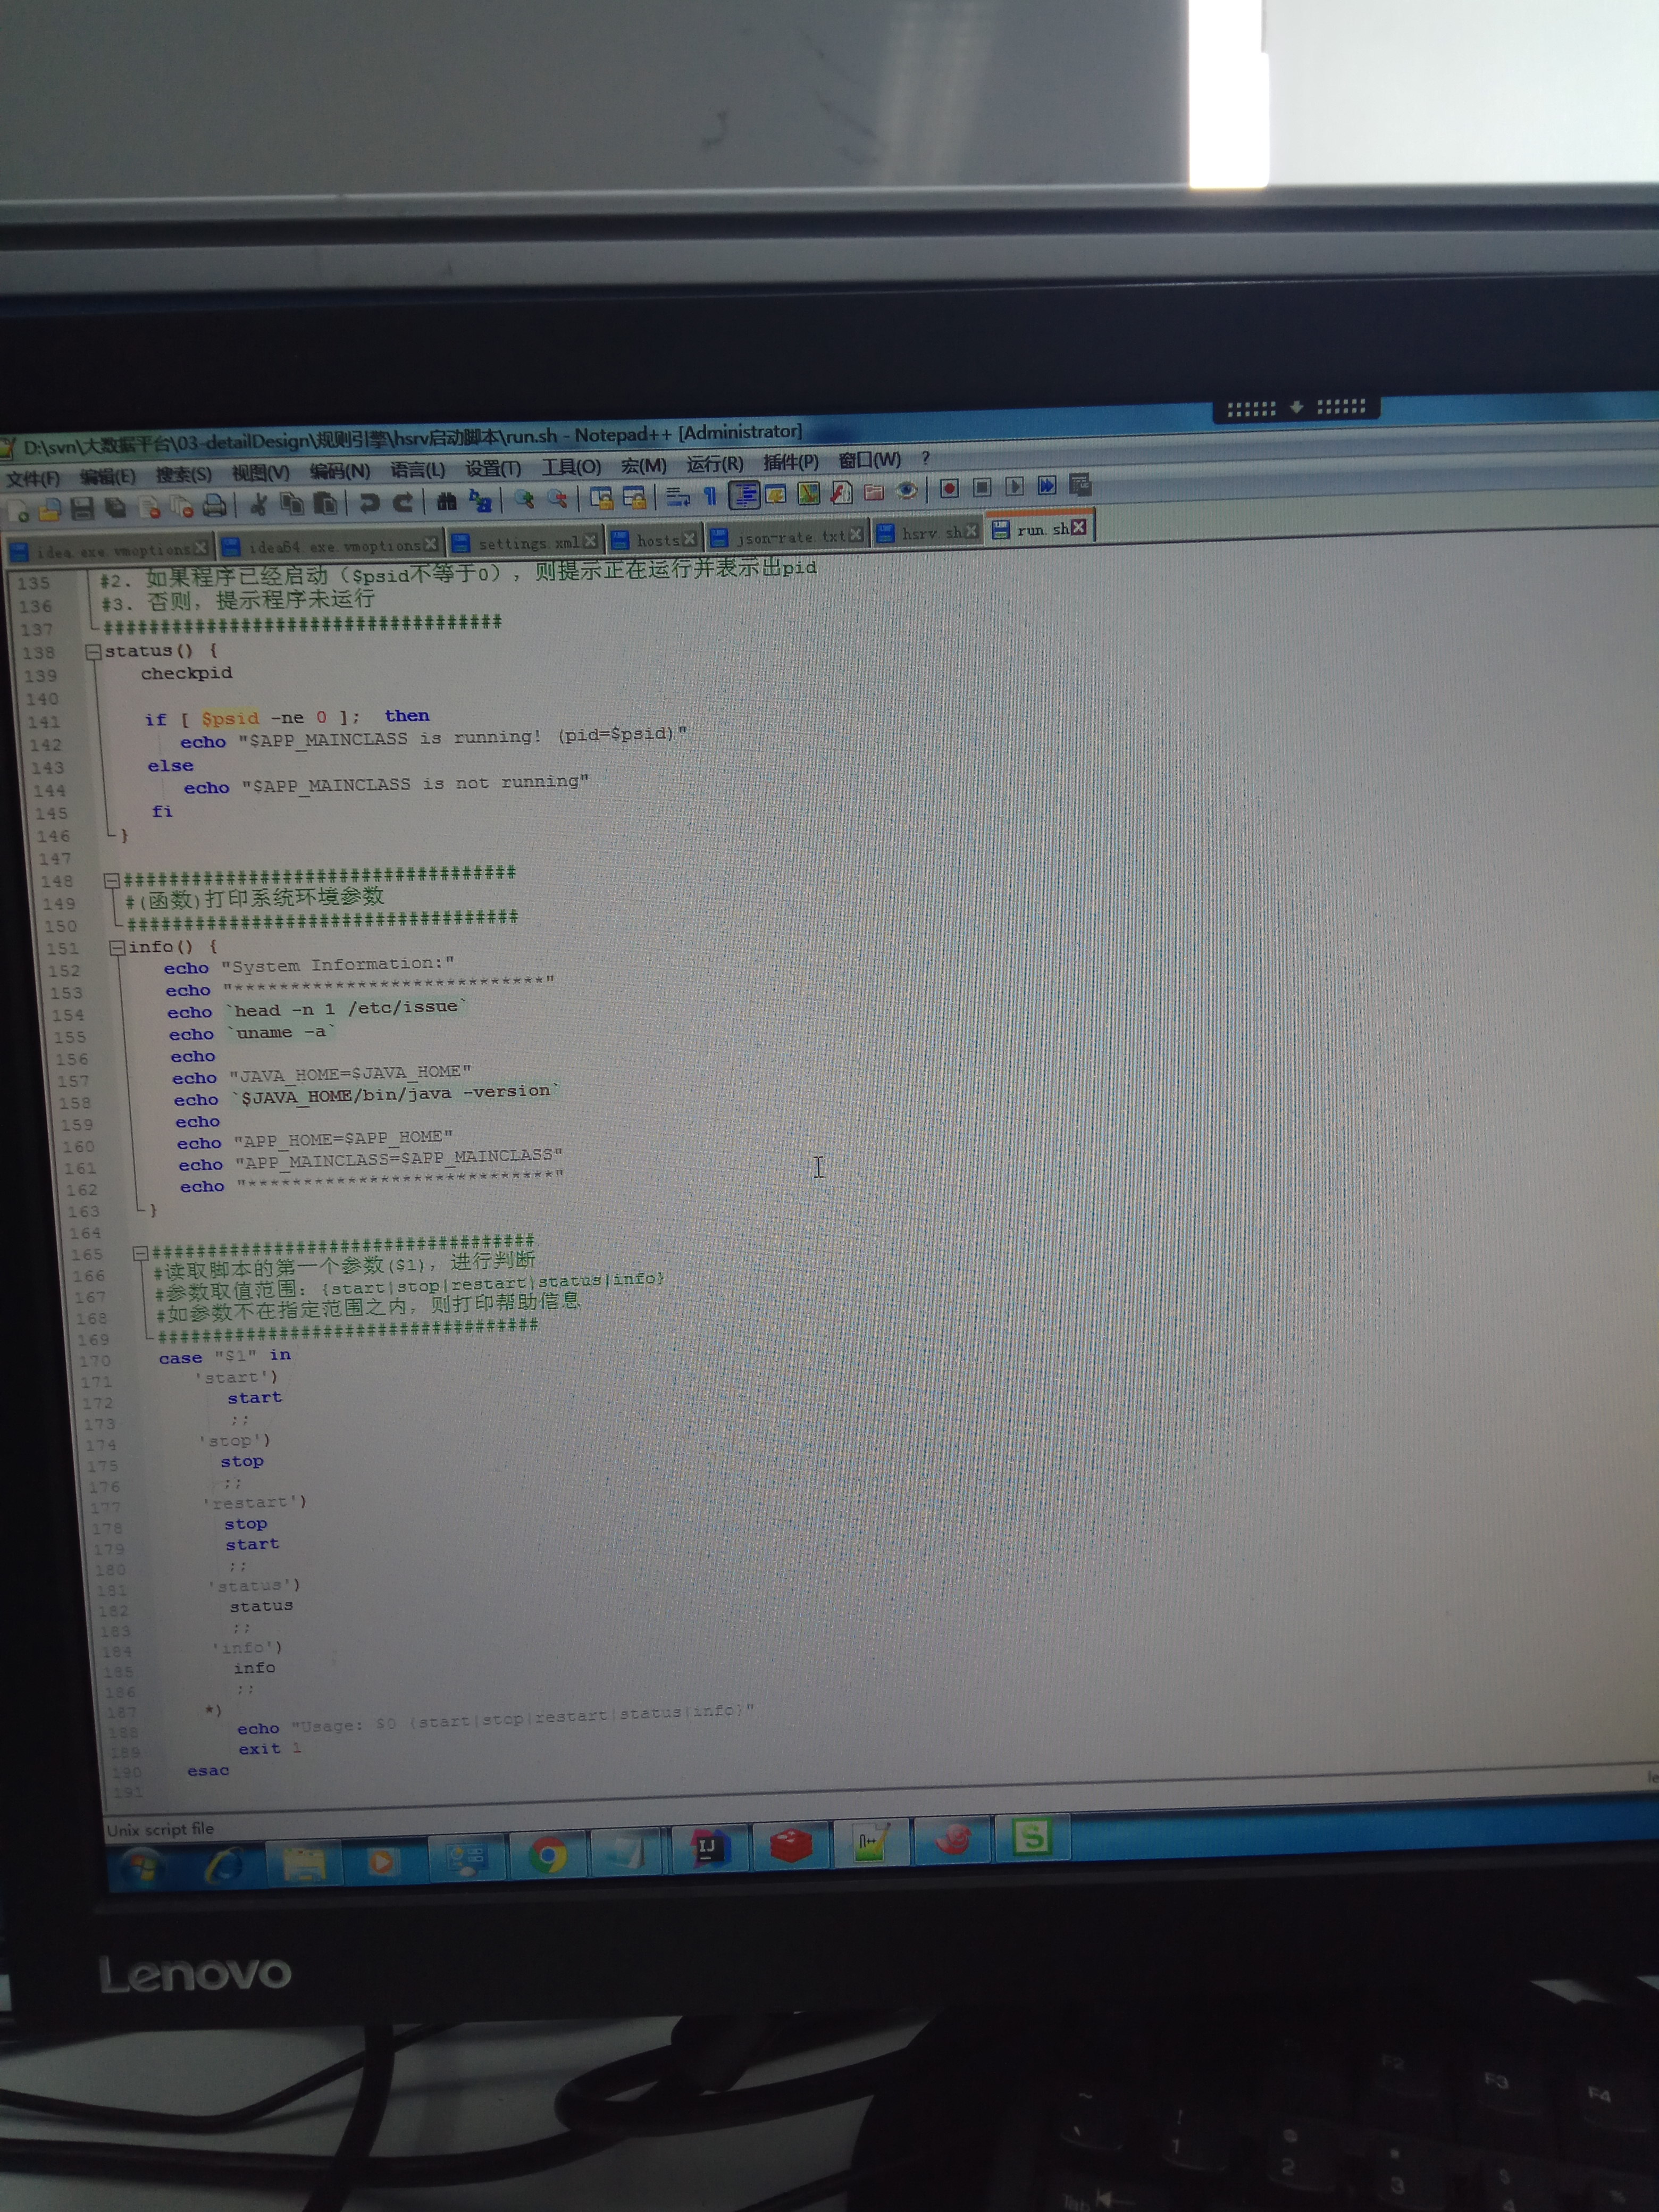 D:\svn\大数据平台\03-detailDesign\规则引擎\hsrv启动脚本\run.sh - Notepad++ [Administrator]
文件(F) 编辑(E) 搜索(S) 视图(V) 编码(N) 语言(L) 设置(T) 工具(O) 宏(M) 运行(R) 插件(P) 窗口(W) ?
idea.exe.vmoptions idea64.exe.vmoptions settings.xml hosts json-rate.txt hsrv.sh run.sh
135 #2. 如果程序已经启动（$psid不等于0），则提示正在运行并表示出pid
136 #3. 否则，提示程序未运行
137 ##################################
138 status() {
139 checkpid
140
141 if [ $psid -ne 0 ];  then
142 echo "$APP_MAINCLASS is running! (pid=$psid)"
143 else
144 echo "$APP_MAINCLASS is not running"
145 fi
146 }
147
148 ##################################
149 #(函数)打印系统环境参数
150 ##################################
151 info() {
152 echo "System Information:"
153 echo "****************************"
154 echo `head -n 1 /etc/issue`
155 echo `uname -a`
156 echo
157 echo "JAVA_HOME=$JAVA_HOME"
158 echo `$JAVA_HOME/bin/java -version`
159 echo
160 echo "APP_HOME=$APP_HOME"
161 echo "APP_MAINCLASS=$APP_MAINCLASS"
162 echo "****************************"
163 }
164
165 ##################################
166 #读取脚本的第一个参数($1)，进行判断
167 #参数取值范围：{start|stop|restart|status|info}
168 #如参数不在指定范围之内，则打印帮助信息
169 ##################################
170 case "$1" in
171 'start')
172 start
173 ;;
174 'stop')
175 stop
176 ;;
177 'restart')
178 stop
179 start
180 ;;
181 'status')
182 status
183 ;;
184 'info')
185 info
186 ;;
187 *)
188 echo "Usage: $0 {start|stop|restart|status|info}"
189 exit 1
190 esac
191
Unix script file
le
Lenovo
F2 F3 F4
~ ! 1 2 3 $ 4 %
Tab